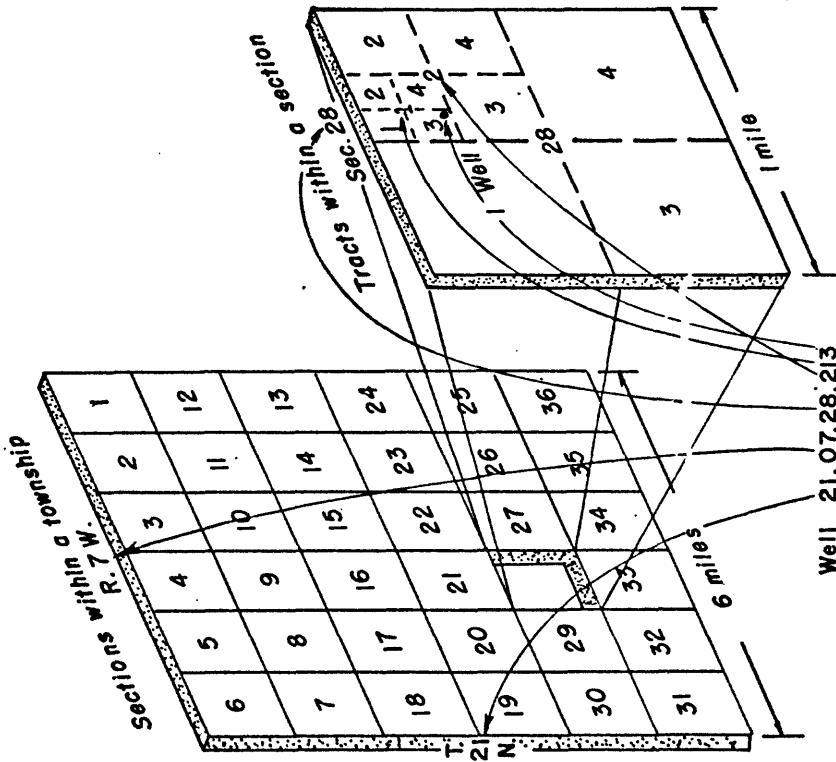 Sections within a township
R. 7 W.
T.
21
N.
6 5 4 3 2 1
7 8 9 10 11 12
18 17 16 15 14 13
19 20 21 22 23 24
30 29 27 26 25
31 32 33 34 35 36
6 miles
Tracts within a section
Sec. 28
1 2 2
3 4 4
2
Well
1 3
28
3 4
1 mile
Well 21.07.28.213